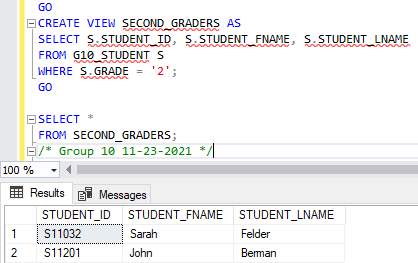 GO
CREATE VIEW SECOND_GRADERS AS
SELECT S.STUDENT_ID, S.STUDENT_FNAME, S.STUDENT_LNAME
FROM G10_STUDENT S
WHERE S.GRADE = '2';
GO
SELECT *
FROM SECOND_GRADERS;
/* Group 10 11-23-2021 */
100 %
Results Messages
STUDENT_ID STUDENT_FNAME STUDENT_LNAME
1 S11032 Sarah Felder
2 S11201 John Berman